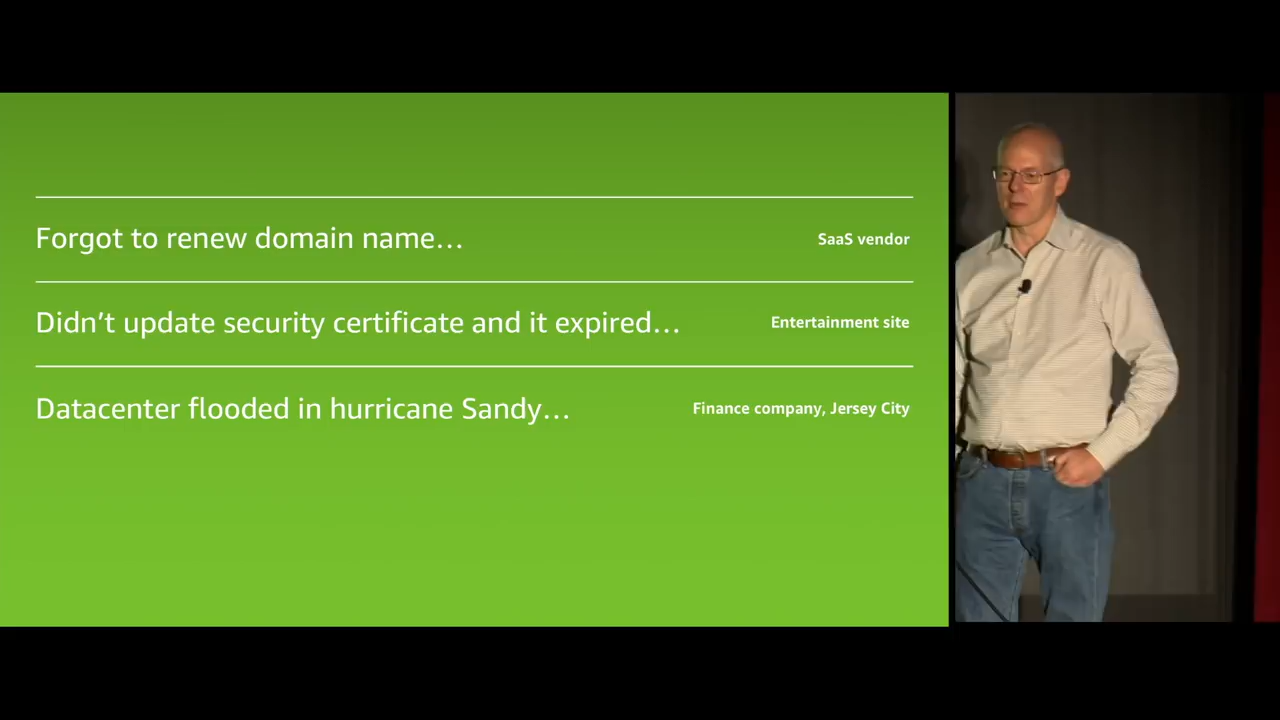 Forgot to renew domain name… SaaS vendor
Didn’t update security certificate and it expired… Entertainment site
Datacenter flooded in hurricane Sandy… Finance company, Jersey City